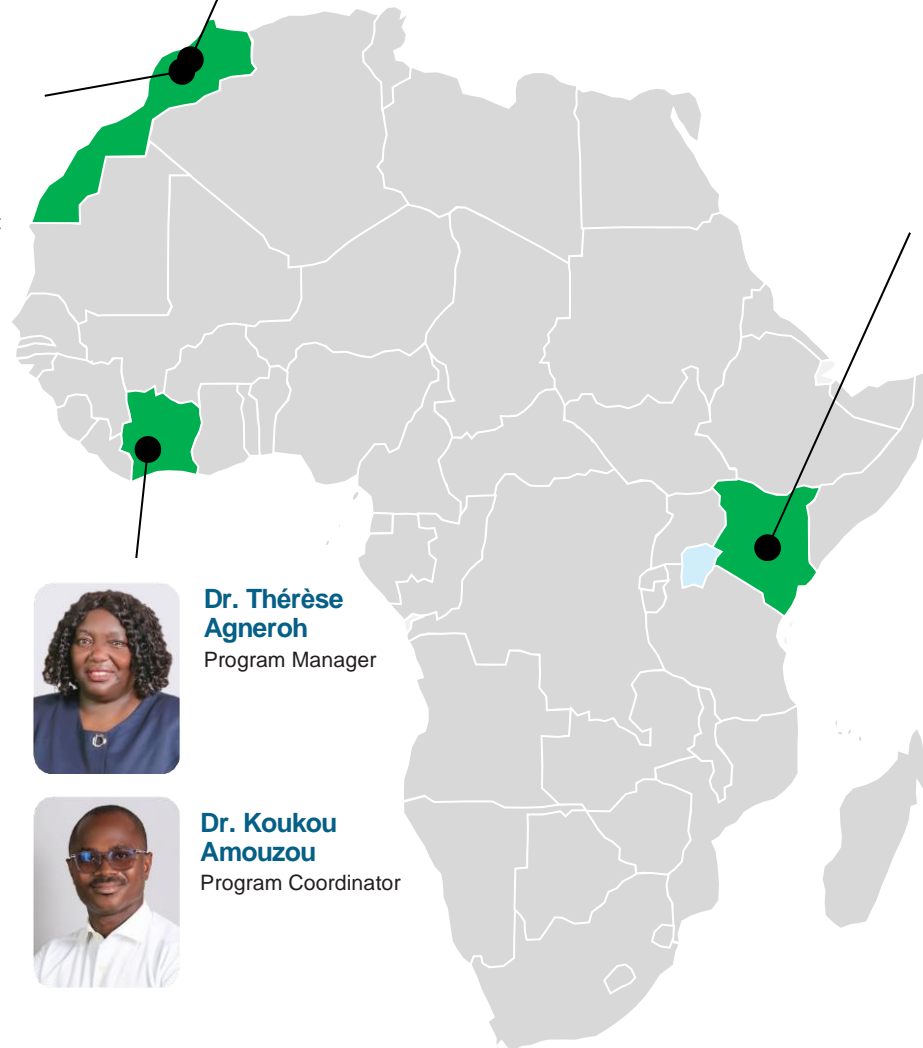 Dr. Thérèse
Agneroh
Program Manager
Dr. Koukou
Amouzou
Program Coordinator